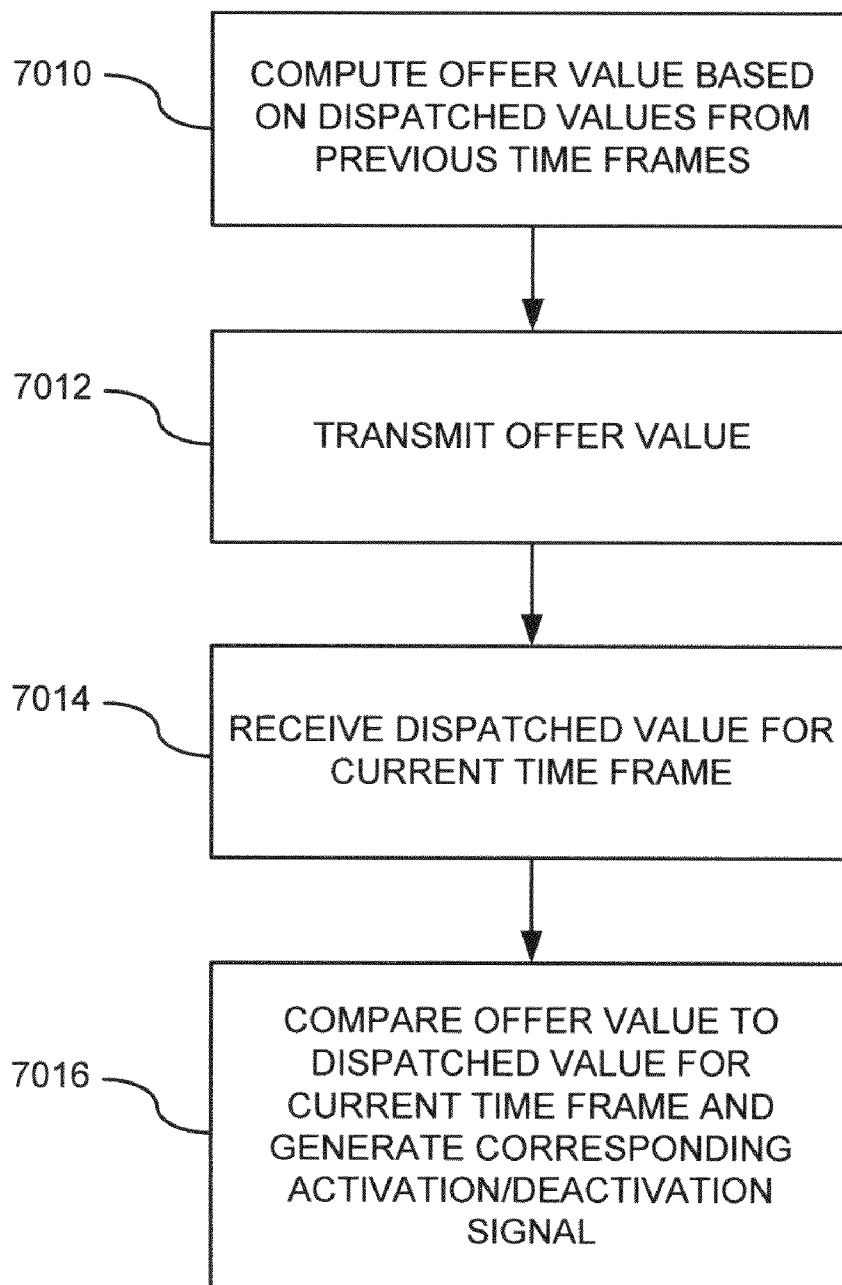 7010
COMPUTE OFFER VALUE BASED
ON DISPATCHED VALUES FROM
PREVIOUS TIME FRAMES
7012
TRANSMIT OFFER VALUE
7014
RECEIVE DISPATCHED VALUE FOR
CURRENT TIME FRAME
7016
COMPARE OFFER VALUE TO
DISPATCHED VALUE FOR
CURRENT TIME FRAME AND
GENERATE CORRESPONDING
ACTIVATION/DEACTIVATION
SIGNAL